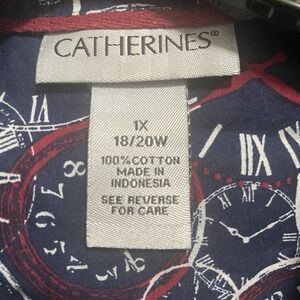 CATHERINES®
1X
18/20W
100% COTTON
MADE IN
INDONESIA
SEE REVERSE
FOR CARE